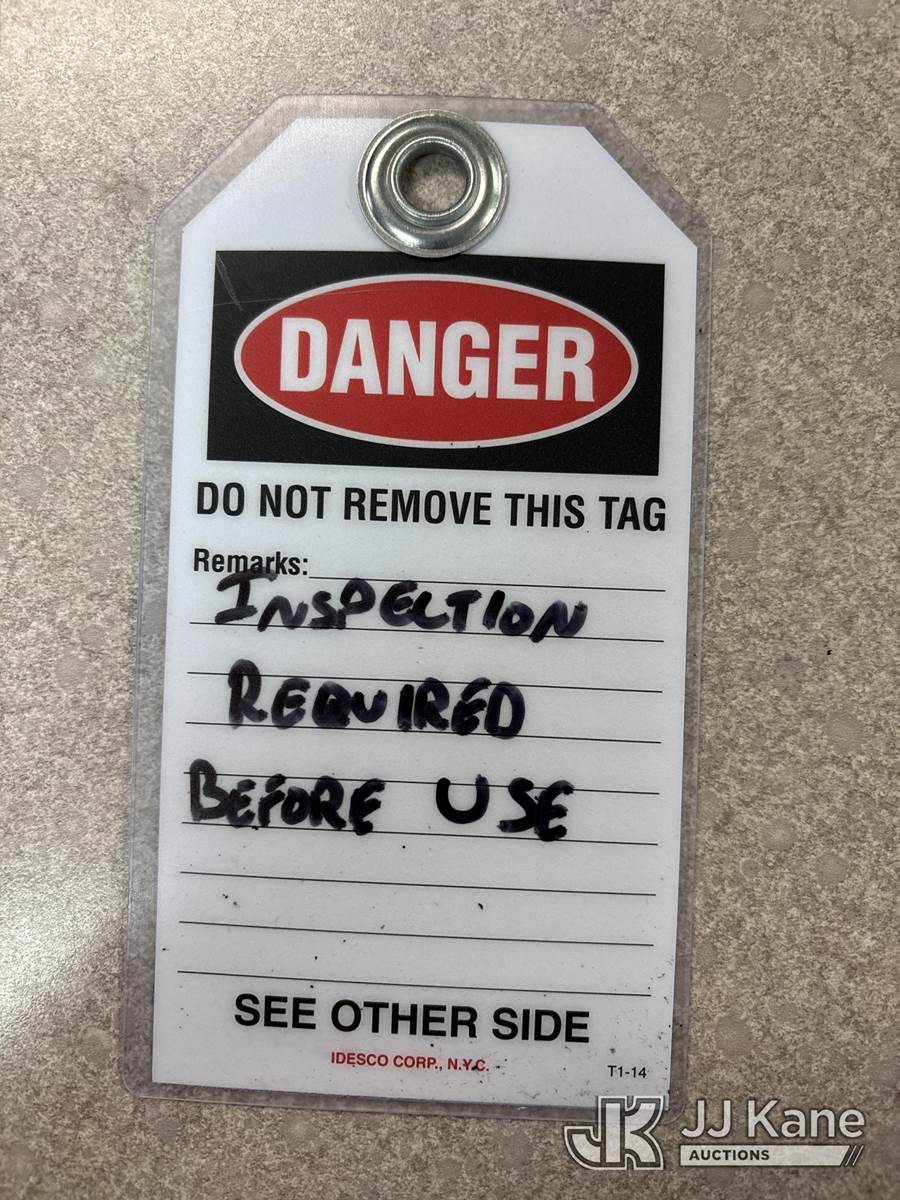 DANGER
DO NOT REMOVE THIS TAG
Remarks:
INSPECTION
REQUIRED
BEFORE USE
SEE OTHER SIDE
IDESCO CORP., N.Y.C.
T1-14
JK JJ Kane
AUCTIONS